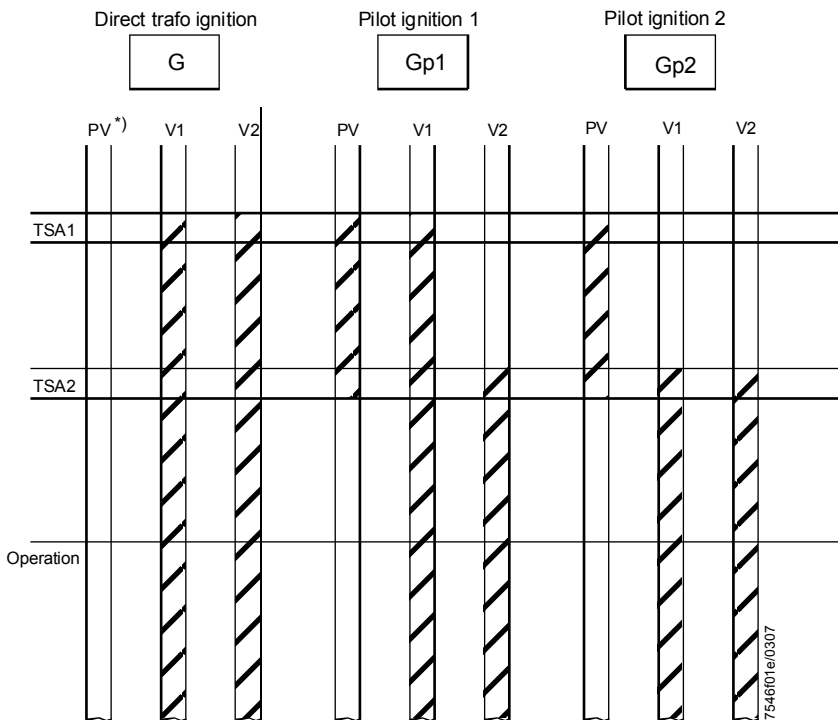 Direct trafo ignition Pilot ignition 1 Pilot ignition 2
G Gp1 Gp2
PV *) V1 V2 PV V1 V2 PV V1 V2
TSA1
TSA2
Operation
7546f01e/0307